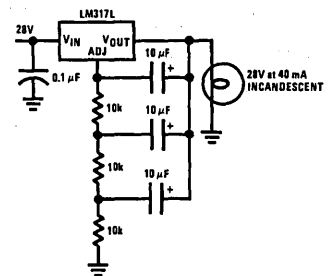 LM317L
28V
VIN
VOUT
ADJ
10 μF
+
0.1 μF
28V at 40 mA
INCANDESCENT
10k
10 μF
+
10k
10 μF
+
10k